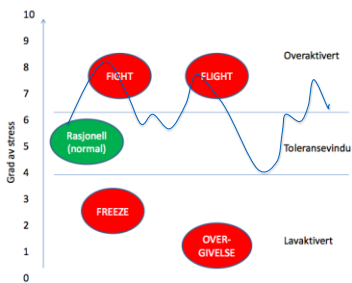 10
9
8
7
6
5
4
3
2
1
0
Grad av stress
FIGHT
FLIGHT
Overaktivert
Rasjonell
(normal)
Toleransevindu
FREEZE
OVER-
GIVELSE
Lavaktivert